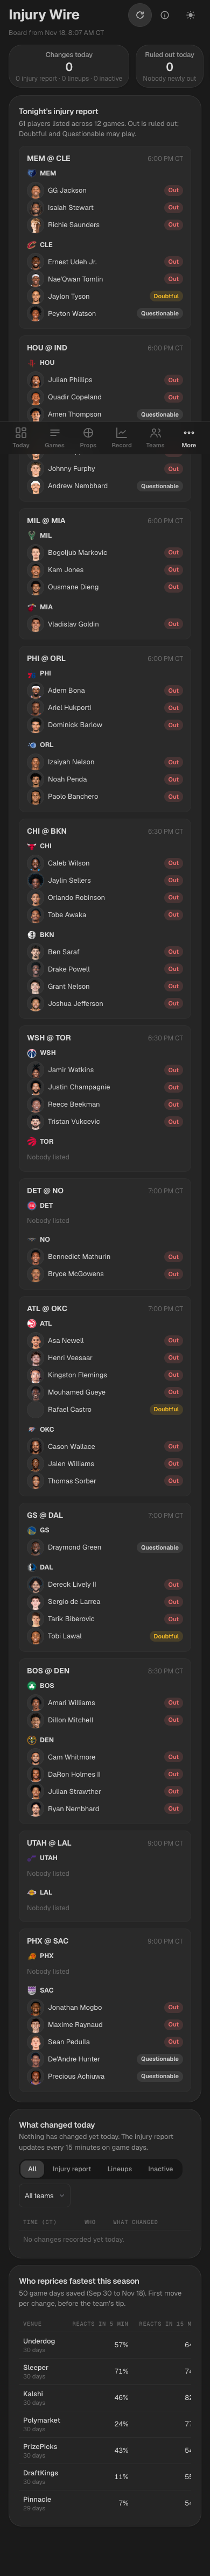 Injury Wire
Board from Nov 18, 8:07 AM CT
Changes today
0
0 injury report · 0 lineups · 0 inactive
Ruled out today
0
Nobody newly out
Tonight's injury report
61 players listed across 12 games. Out is ruled out;
Doubtful and Questionable may play.
MEM @ CLE 6:00 PM CT
MEM
GG Jackson Out
Isaiah Stewart Out
Richie Saunders Out
CLE
Ernest Udeh Jr. Out
Nae'Qwan Tomlin Out
Jaylon Tyson Doubtful
Peyton Watson Questionable
HOU @ IND 6:00 PM CT
HOU
Julian Phillips Out
Quadir Copeland Out
Amen Thompson Questionable
Today Games Props Record Teams More
Johnny Furphy Out
Andrew Nembhard Questionable
MIL @ MIA 6:00 PM CT
MIL
Bogoljub Markovic Out
Kam Jones Out
Ousmane Dieng Out
MIA
Vladislav Goldin Out
PHI @ ORL 6:00 PM CT
PHI
Adem Bona Out
Ariel Hukporti Out
Dominick Barlow Out
ORL
Izaiyah Nelson Out
Noah Penda Out
Paolo Banchero Out
CHI @ BKN 6:30 PM CT
CHI
Caleb Wilson Out
Jaylin Sellers Out
Orlando Robinson Out
Tobe Awaka Out
BKN
Ben Saraf Out
Drake Powell Out
Grant Nelson Out
Joshua Jefferson Out
WSH @ TOR 6:30 PM CT
WSH
Jamir Watkins Out
Justin Champagnie Out
Reece Beekman Out
Tristan Vukcevic Out
TOR
Nobody listed
DET @ NO 7:00 PM CT
DET
Nobody listed
NO
Bennedict Mathurin Out
Bryce McGowens Out
ATL @ OKC 7:00 PM CT
ATL
Asa Newell Out
Henri Veesaar Out
Kingston Flemings Out
Mouhamed Gueye Out
Rafael Castro Doubtful
OKC
Cason Wallace Out
Jalen Williams Out
Thomas Sorber Out
GS @ DAL 7:00 PM CT
GS
Draymond Green Questionable
DAL
Dereck Lively II Out
Sergio de Larrea Out
Tarik Biberovic Out
Tobi Lawal Doubtful
BOS @ DEN 8:30 PM CT
BOS
Amari Williams Out
Dillon Mitchell Out
DEN
Cam Whitmore Out
DaRon Holmes II Out
Julian Strawther Out
Ryan Nembhard Out
UTAH @ LAL 9:00 PM CT
UTAH
Nobody listed
LAL
Nobody listed
PHX @ SAC 9:00 PM CT
PHX
Nobody listed
SAC
Jonathan Mogbo Out
Maxime Raynaud Out
Sean Pedulla Out
De'Andre Hunter Questionable
Precious Achiuwa Questionable
What changed today
Nothing has changed yet today. The injury report
updates every 15 minutes on game days.
All Injury report Lineups Inactive
All teams
TIME (CT) WHO WHAT CHANGED
No changes recorded yet today.
Who reprices fastest this season
50 game days saved (Sep 30 to Nov 18). First move
per change, before the team's tip.
VENUE REACTS IN 5 MIN REACTS IN 15 M
Underdog 57% 64
30 days
Sleeper 71% 74
30 days
Kalshi 46% 82
30 days
Polymarket 24% 77
30 days
PrizePicks 43% 54
30 days
DraftKings 11% 55
30 days
Pinnacle 7% 54
29 days